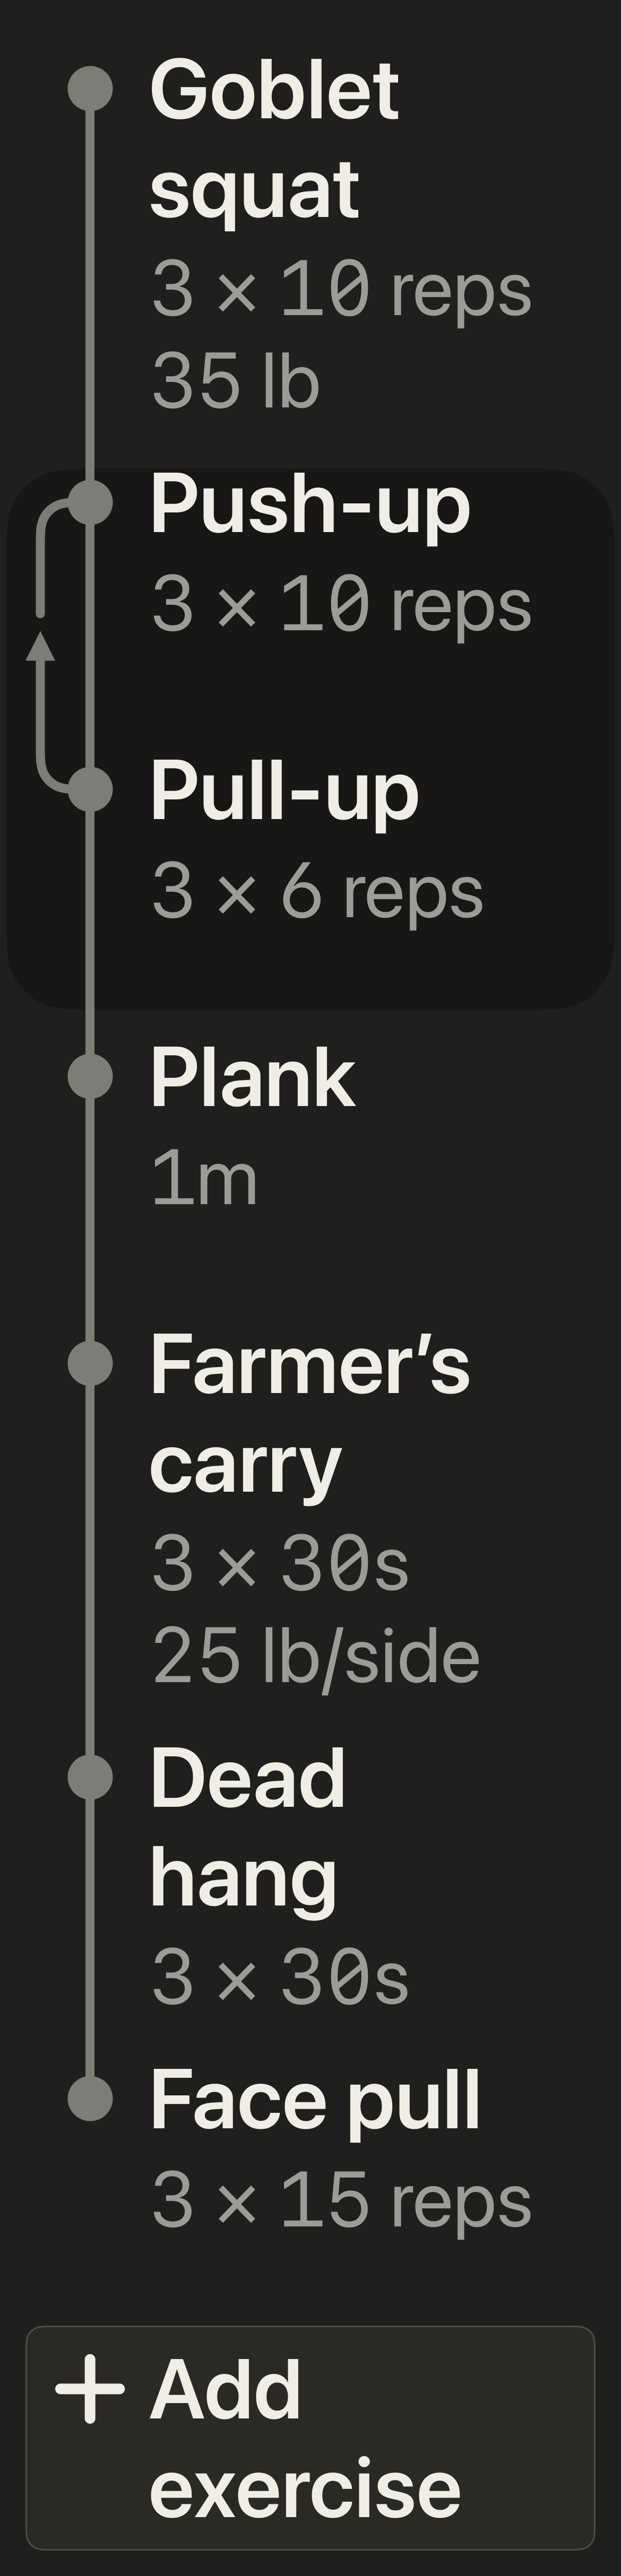 Goblet
squat
3 × 10 reps
35 lb
Push-up
3 × 10 reps
Pull-up
3 × 6 reps
Plank
1m
Farmer’s
carry
3 × 30s
25 lb/side
Dead
hang
3 × 30s
Face pull
3 × 15 reps
Add
exercise